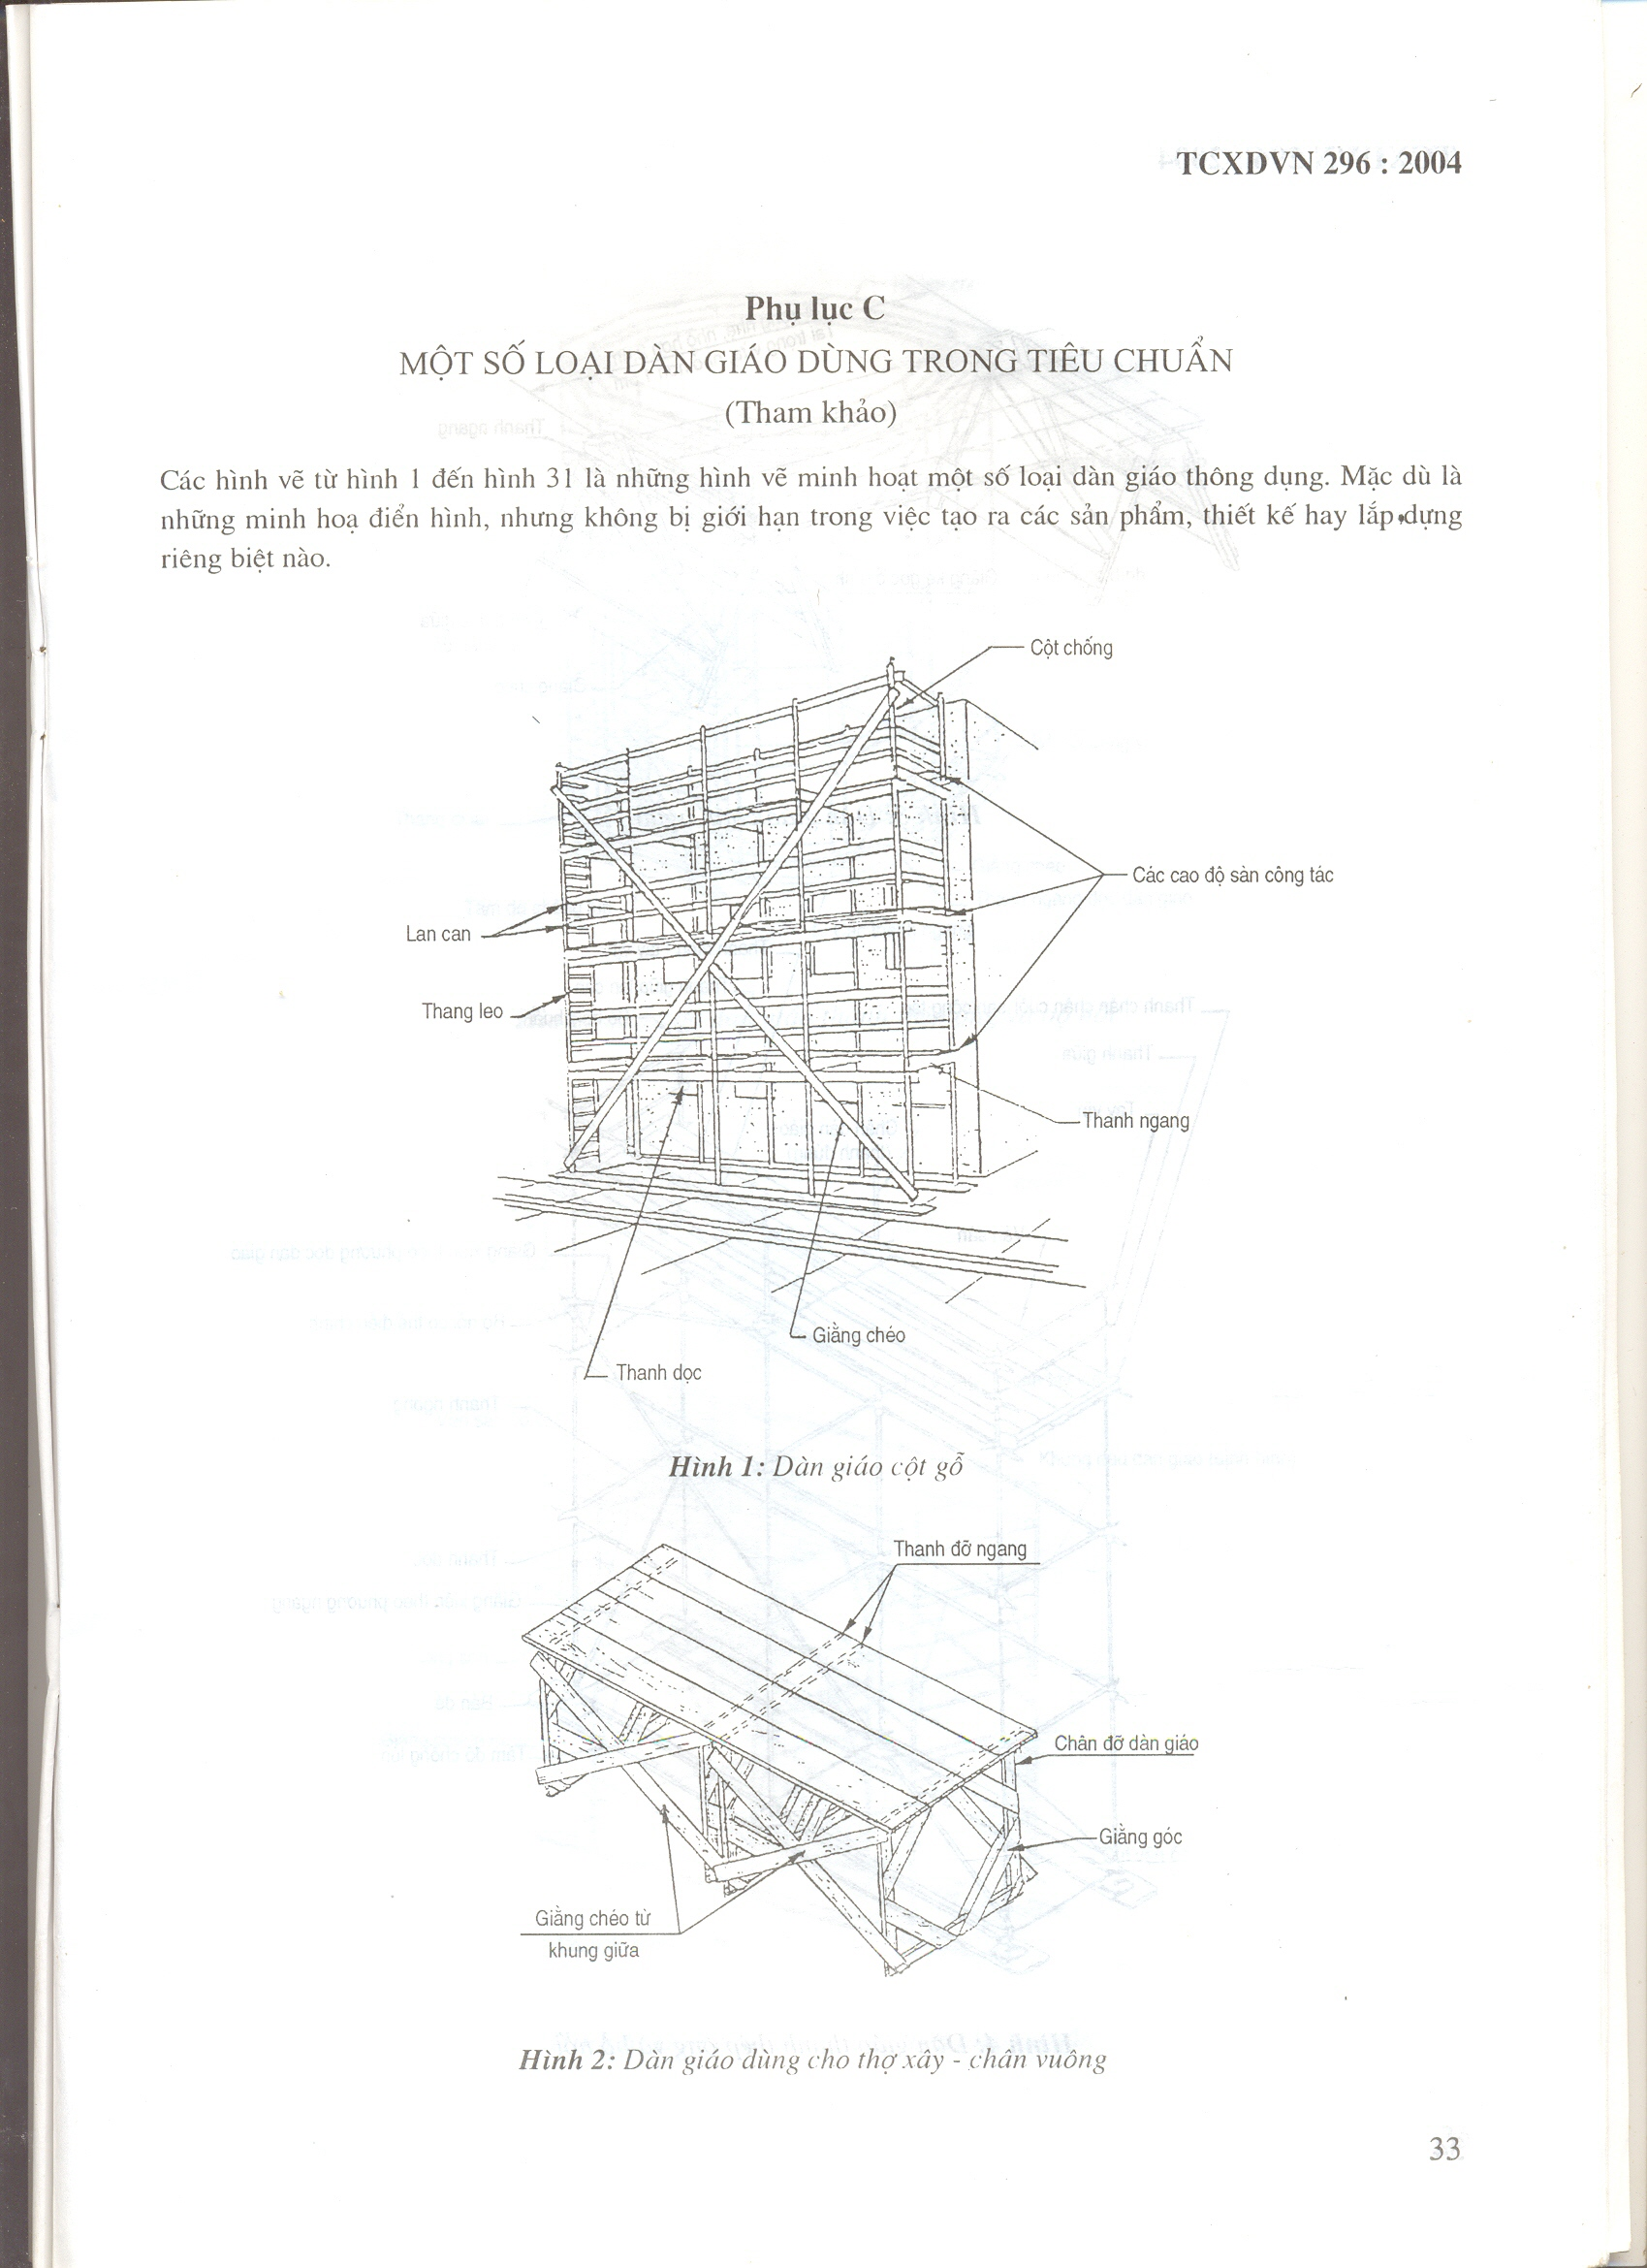 TCXDVN 296 : 2004
Phụ lục C
MỘT SỐ LOẠI DÀN GIÁO DÙNG TRONG TIÊU CHUẨN
(Tham khảo)
Các hình vẽ từ hình 1 đến hình 31 là những hình vẽ minh hoạt một số loại dàn giáo thông dụng. Mặc dù là
những minh hoạ điển hình, nhưng không bị giới hạn trong việc tạo ra các sản phẩm, thiết kế hay lắp dựng
riêng biệt nào.
Cột chống
Các cao độ sàn công tác
Lan can
Thang leo
Thanh ngang
Giằng chéo
Thanh dọc
Hình 1: Dàn giáo cột gỗ
Thanh đỡ ngang
Chân đỡ dàn giáo
Giằng góc
Giằng chéo từ
khung giữa
Hình 2: Dàn giáo dùng cho thợ xây - chân vuông
33